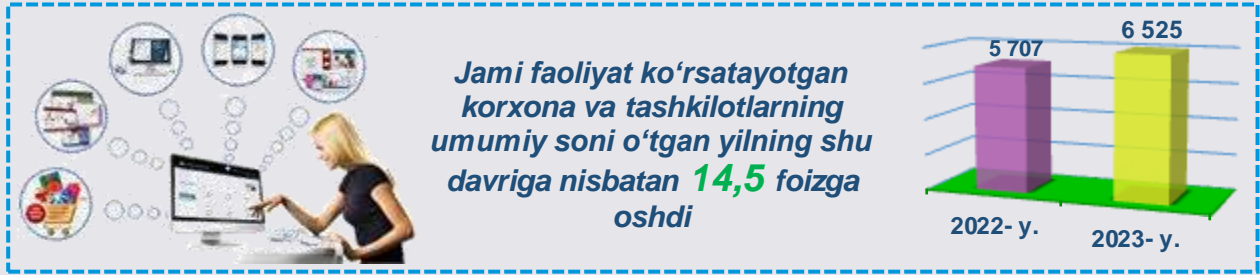 Jami faoliyat ko‘rsatayotgan
korxona va tashkilotlarning
umumiy soni o‘tgan yilning shu
davriga nisbatan 14,5 foizga
oshdi
5 707
6 525
2022- y.
2023- y.